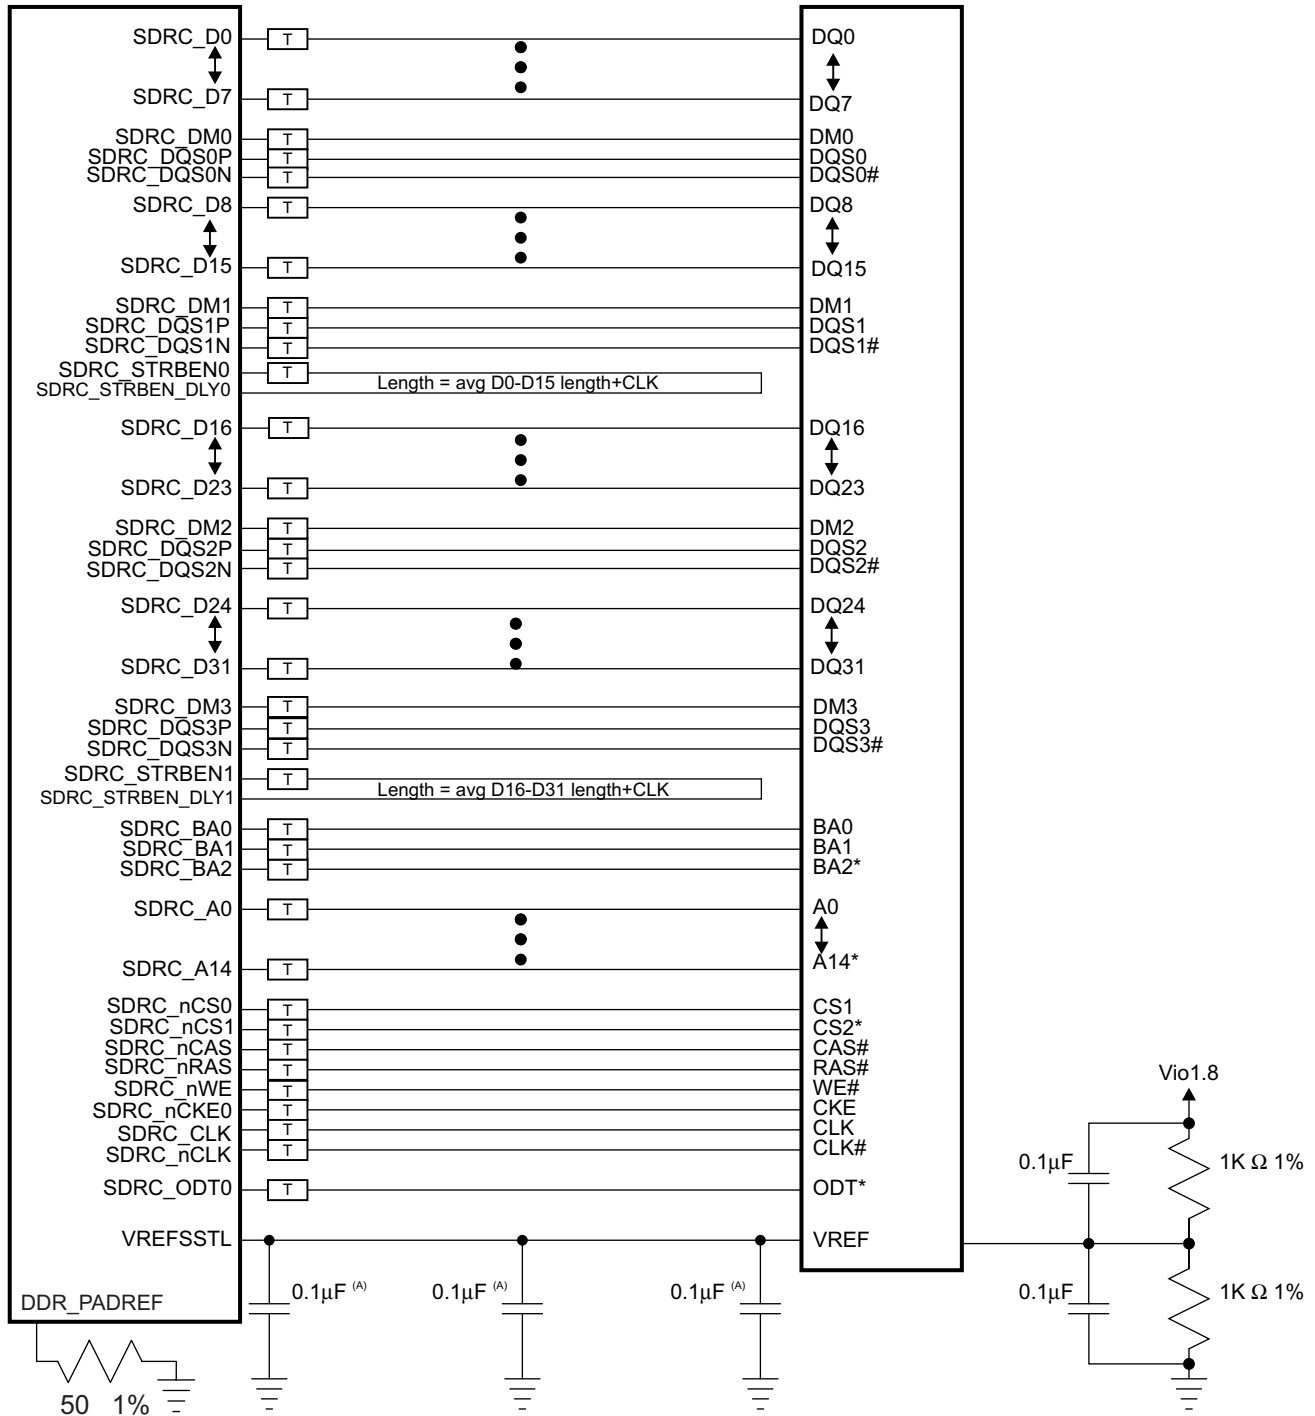 SDRC_D0 T DQ0
SDRC_D7 T DQ7
SDRC_DM0 T DM0
SDRC_DQS0P T DQS0
SDRC_DQS0N T DQS0#
SDRC_D8 T DQ8
SDRC_D15 T DQ15
SDRC_DM1 T DM1
SDRC_DQS1P T DQS1
SDRC_DQS1N T DQS1#
SDRC_STRBEN0 T
SDRC_STRBEN_DLY0 Length = avg D0-D15 length+CLK
SDRC_D16 T DQ16
SDRC_D23 T DQ23
SDRC_DM2 T DM2
SDRC_DQS2P T DQS2
SDRC_DQS2N T DQS2#
SDRC_D24 T DQ24
SDRC_D31 T DQ31
SDRC_DM3 T DM3
SDRC_DQS3P T DQS3
SDRC_DQS3N T DQS3#
SDRC_STRBEN1 T
SDRC_STRBEN_DLY1 Length = avg D16-D31 length+CLK
SDRC_BA0 T BA0
SDRC_BA1 T BA1
SDRC_BA2 T BA2*
SDRC_A0 T A0
SDRC_A14 T A14*
SDRC_nCS0 T CS1
SDRC_nCS1 T CS2*
SDRC_nCAS T CAS#
SDRC_nRAS T RAS#
SDRC_nWE T WE#
SDRC_nCKE0 T CKE
SDRC_CLK T CLK
SDRC_nCLK T CLK#
SDRC_ODT0 T ODT*
VREFSSTL VREF
Vio1.8
0.1μF 1K Ω 1%
0.1μF (A) 0.1μF (A) 0.1μF (A) 0.1μF 1K Ω 1%
DDR_PADREF
50 1%